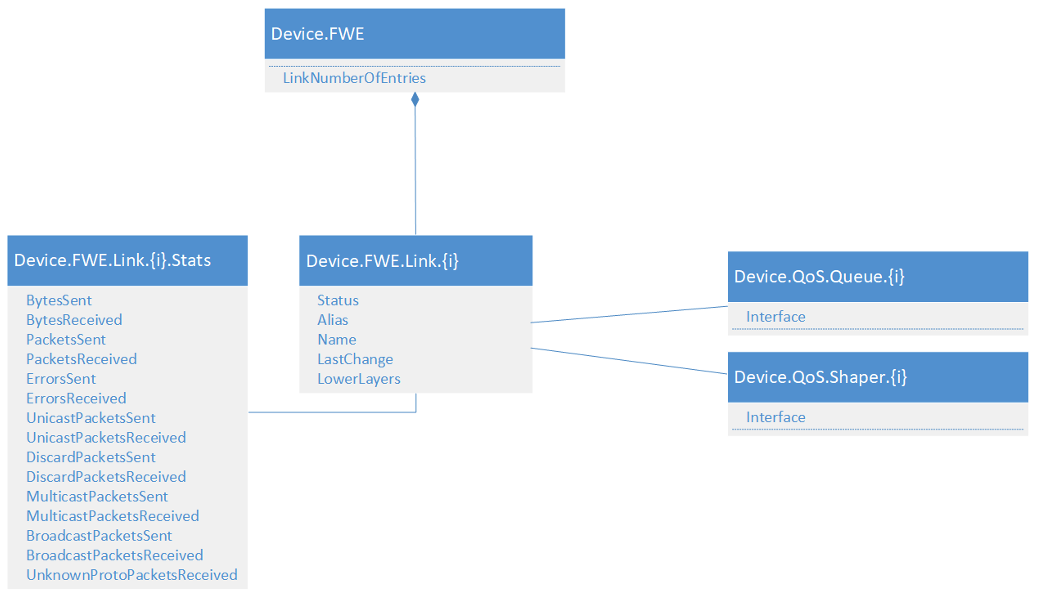 Device.FWE
LinkNumberOfEntries
Device.FWE.Link.{i}.Stats
BytesSent
BytesReceived
PacketsSent
PacketsReceived
ErrorsSent
ErrorsReceived
UnicastPacketsSent
UnicastPacketsReceived
DiscardPacketsSent
DiscardPacketsReceived
MulticastPacketsSent
MulticastPacketsReceived
BroadcastPacketsSent
BroadcastPacketsReceived
UnknownProtoPacketsReceived
Device.FWE.Link.{i}
Status
Alias
Name
LastChange
LowerLayers
Device.QoS.Queue.{i}
Interface
Device.QoS.Shaper.{i}
Interface